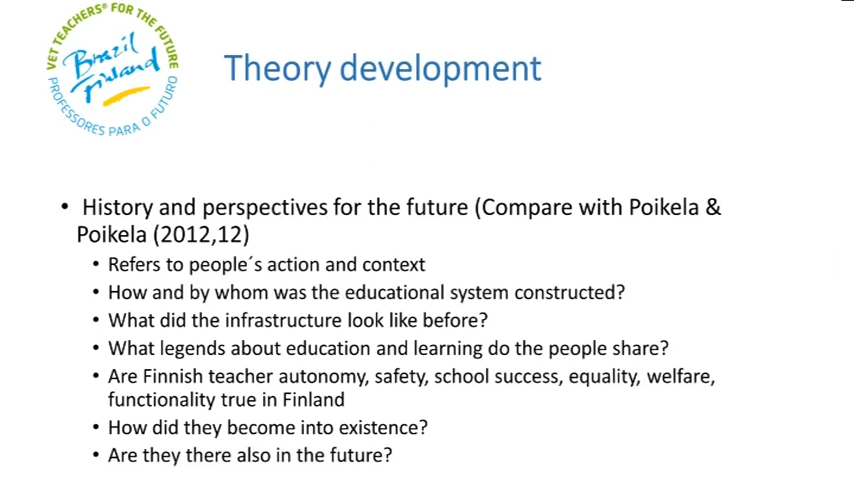 VET TEACHERS® FOR THE FUTURE
Brazil
Finland
PROFESSORES PARA O FUTURO
Theory development
• History and perspectives for the future (Compare with Poikela &
Poikela (2012,12)
• Refers to people´s action and context
• How and by whom was the educational system constructed?
• What did the infrastructure look like before?
• What legends about education and learning do the people share?
• Are Finnish teacher autonomy, safety, school success, equality, welfare,
functionality true in Finland
• How did they become into existence?
• Are they there also in the future?